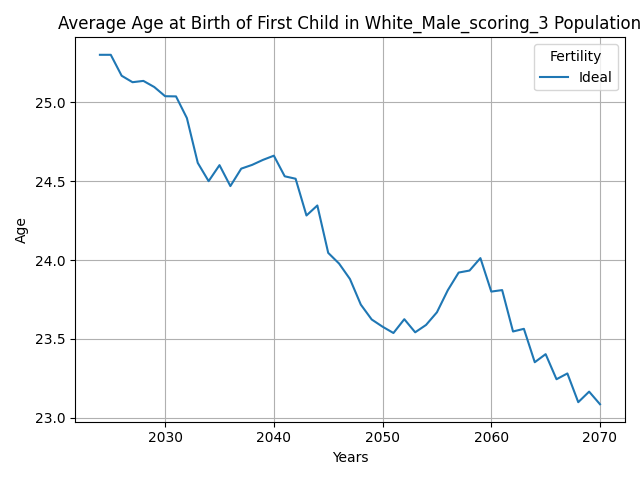 Average Age at Birth of First Child in White_Male_scoring_3 Population
Fertility
Ideal
25.0
24.5
24.0
23.5
23.0
Age
2030 2040 2050 2060 2070
Years